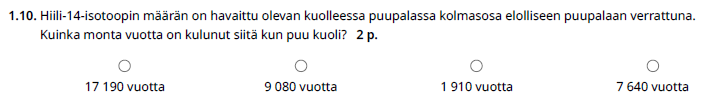 1.10. Hiili-14-isotoopin määrän on havaittu olevan kuolleessa puupalassa kolmasosa elolliseen puupalaan verrattuna.
Kuinka monta vuotta on kulunut siitä kun puu kuoli? 2 p.
17 190 vuotta 9 080 vuotta 1 910 vuotta 7 640 vuotta